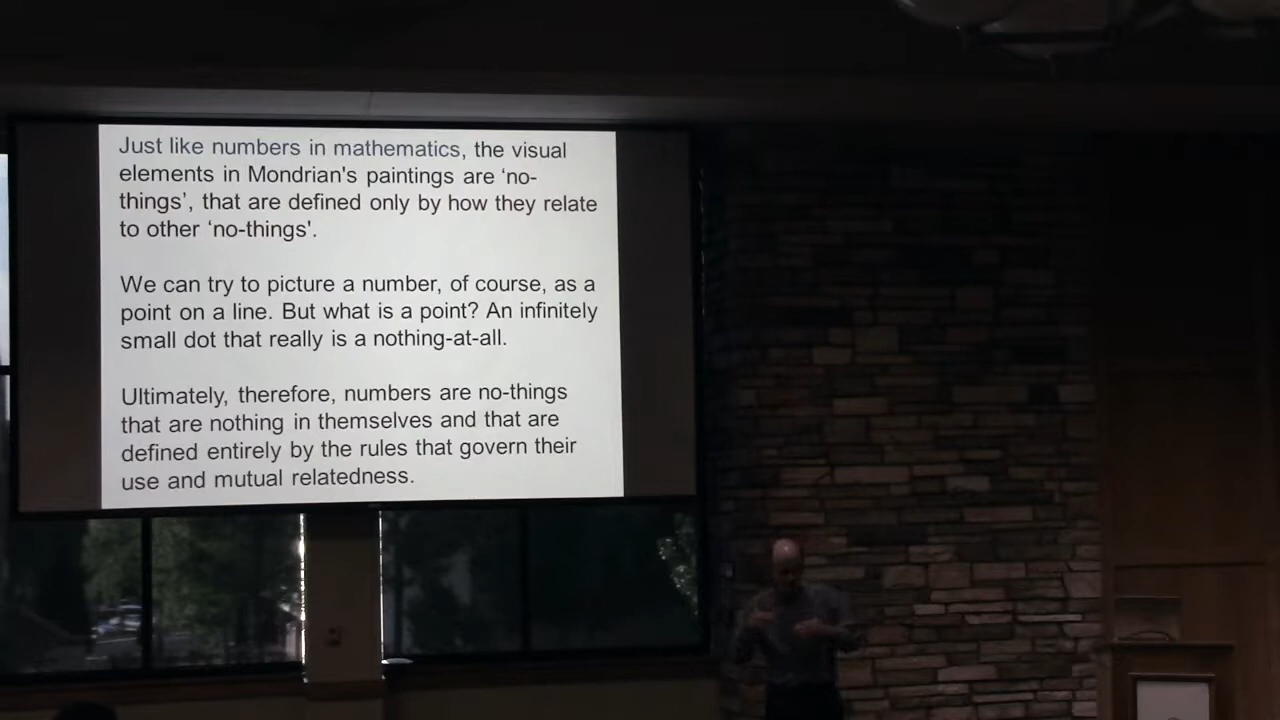 Just like numbers in mathematics, the visual
elements in Mondrian's paintings are ‘no-
things’, that are defined only by how they relate
to other ‘no-things'.
We can try to picture a number, of course, as a
point on a line. But what is a point? An infinitely
small dot that really is a nothing-at-all.
Ultimately, therefore, numbers are no-things
that are nothing in themselves and that are
defined entirely by the rules that govern their
use and mutual relatedness.